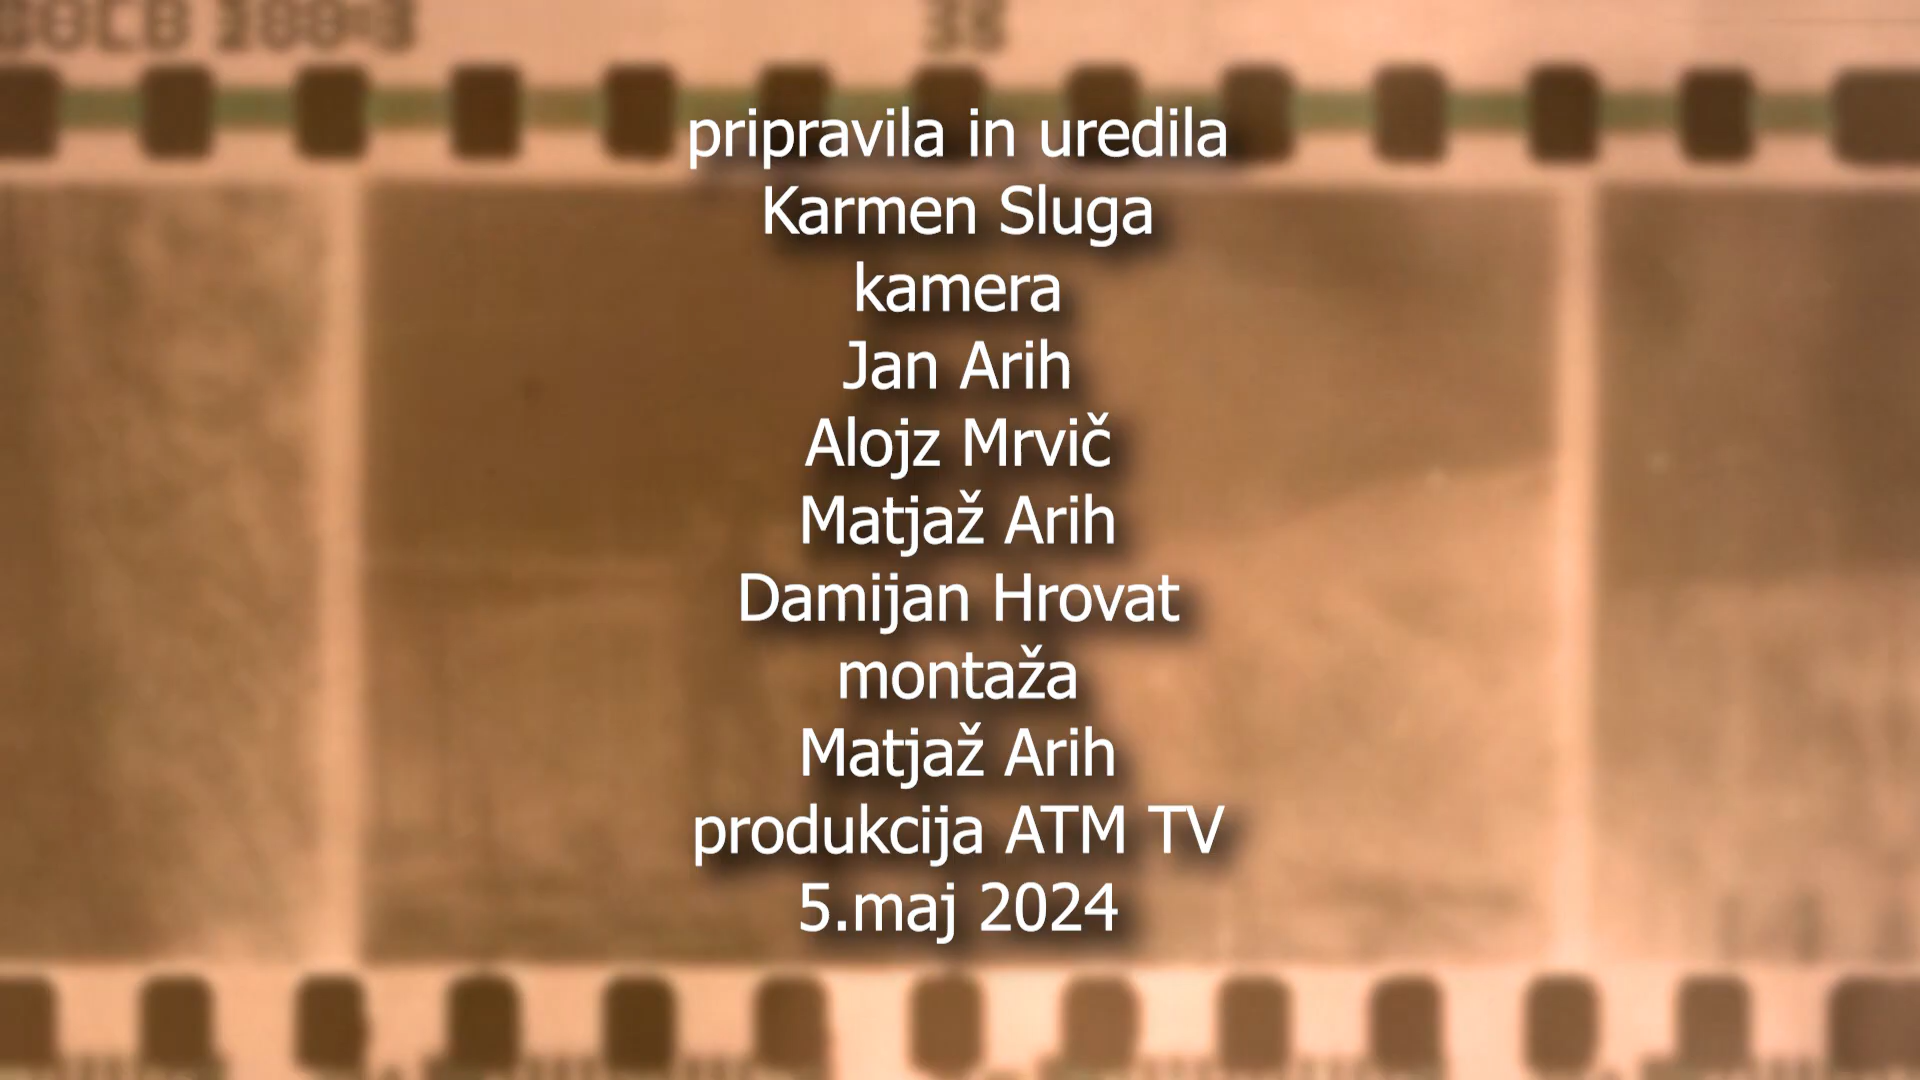 pripravila in uredila
Karmen Sluga
kamera
Jan Arih
Alojz Mrvič
Matjaž Arih
Damijan Hrovat
montaža
Matjaž Arih
produkcija ATM TV
5.maj 2024